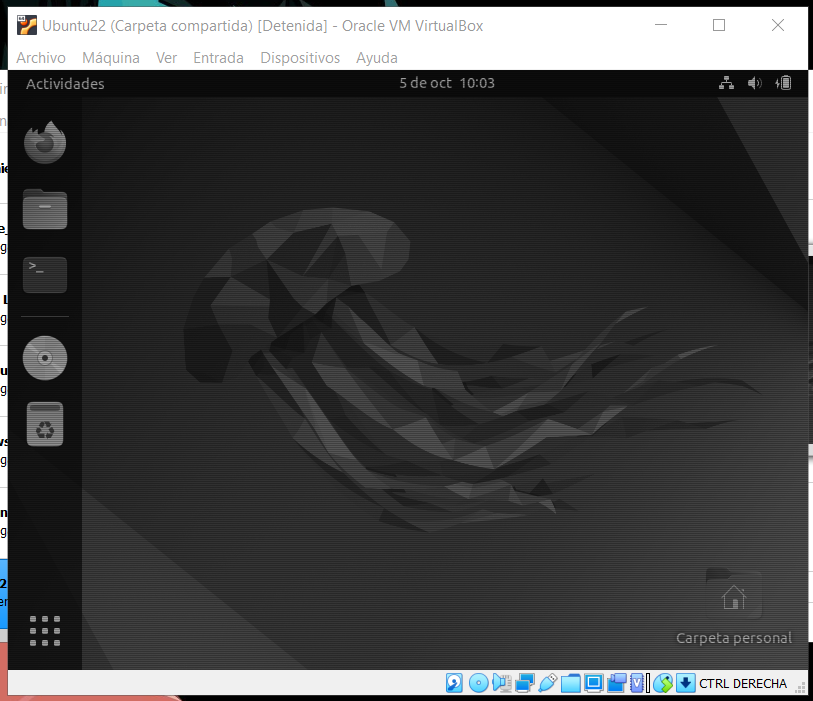 Ubuntu22 (Carpeta compartida) [Detenida] - Oracle VM VirtualBox
Archivo Máquina Ver Entrada Dispositivos Ayuda
Actividades 5 de oct 10:03
>_
Carpeta personal
CTRL DERECHA